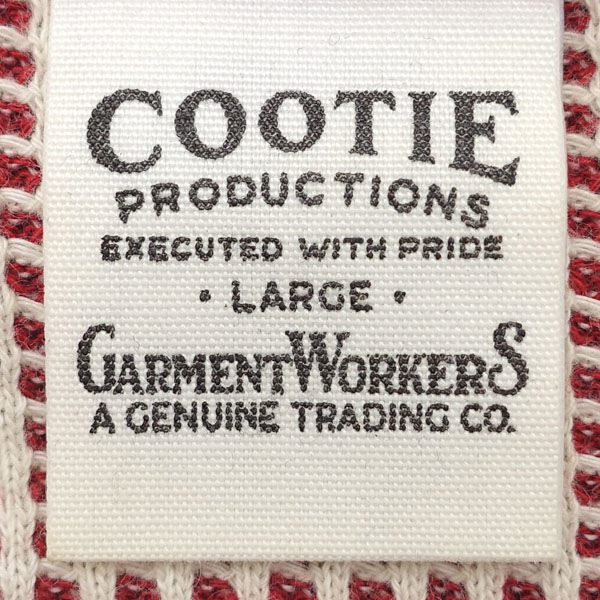 COOTIE
PRODUCTIONS
EXECUTED WITH PRIDE
· LARGE ·
GARMENTWORKERS
A GENUINE TRADING CO.